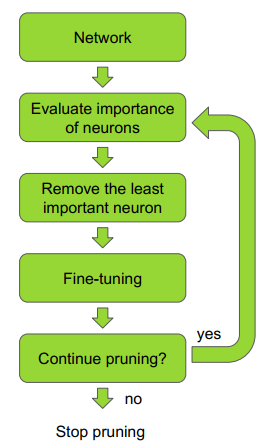 Network
Evaluate importance
of neurons
Remove the least
important neuron
Fine-tuning
Continue pruning?
yes
no
Stop pruning